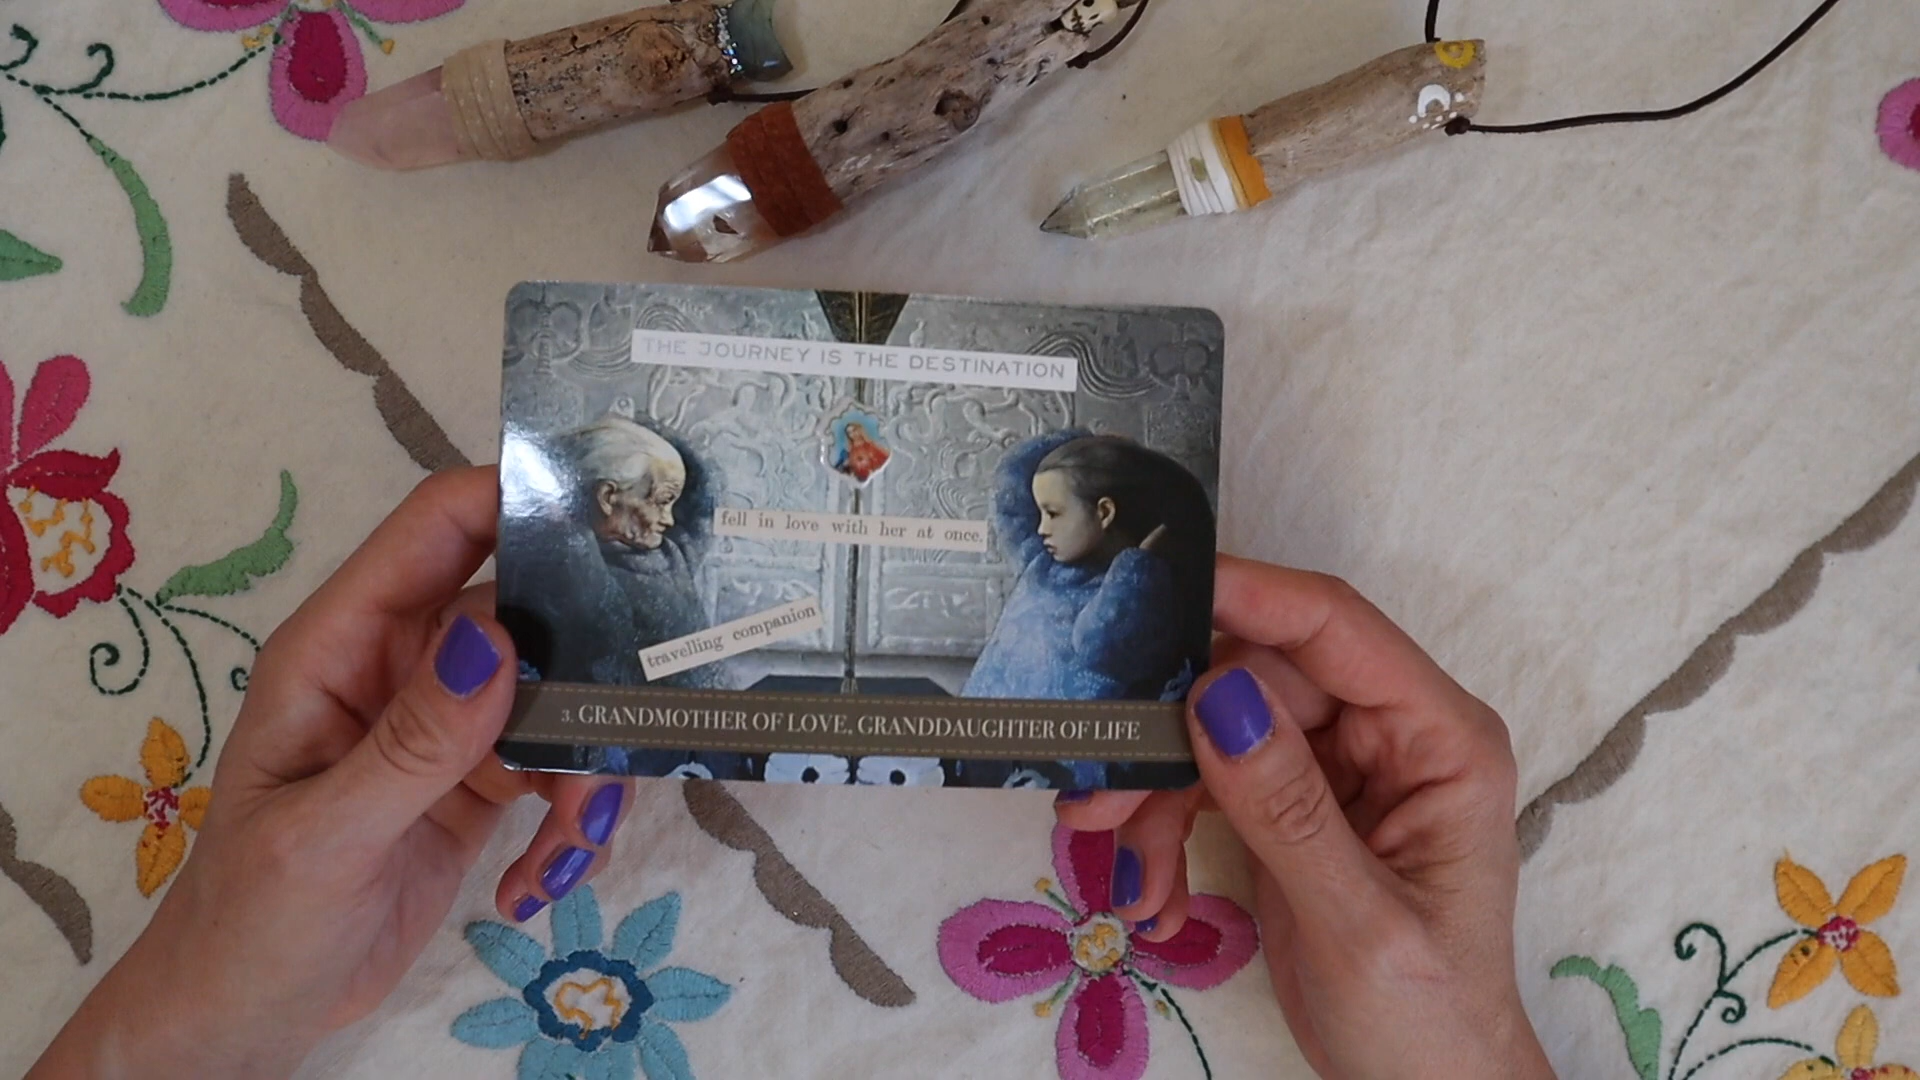 THE JOURNEY IS THE DESTINATION
fell in love with her at once.
travelling companion
3. GRANDMOTHER OF LOVE, GRANDDAUGHTER OF LIFE